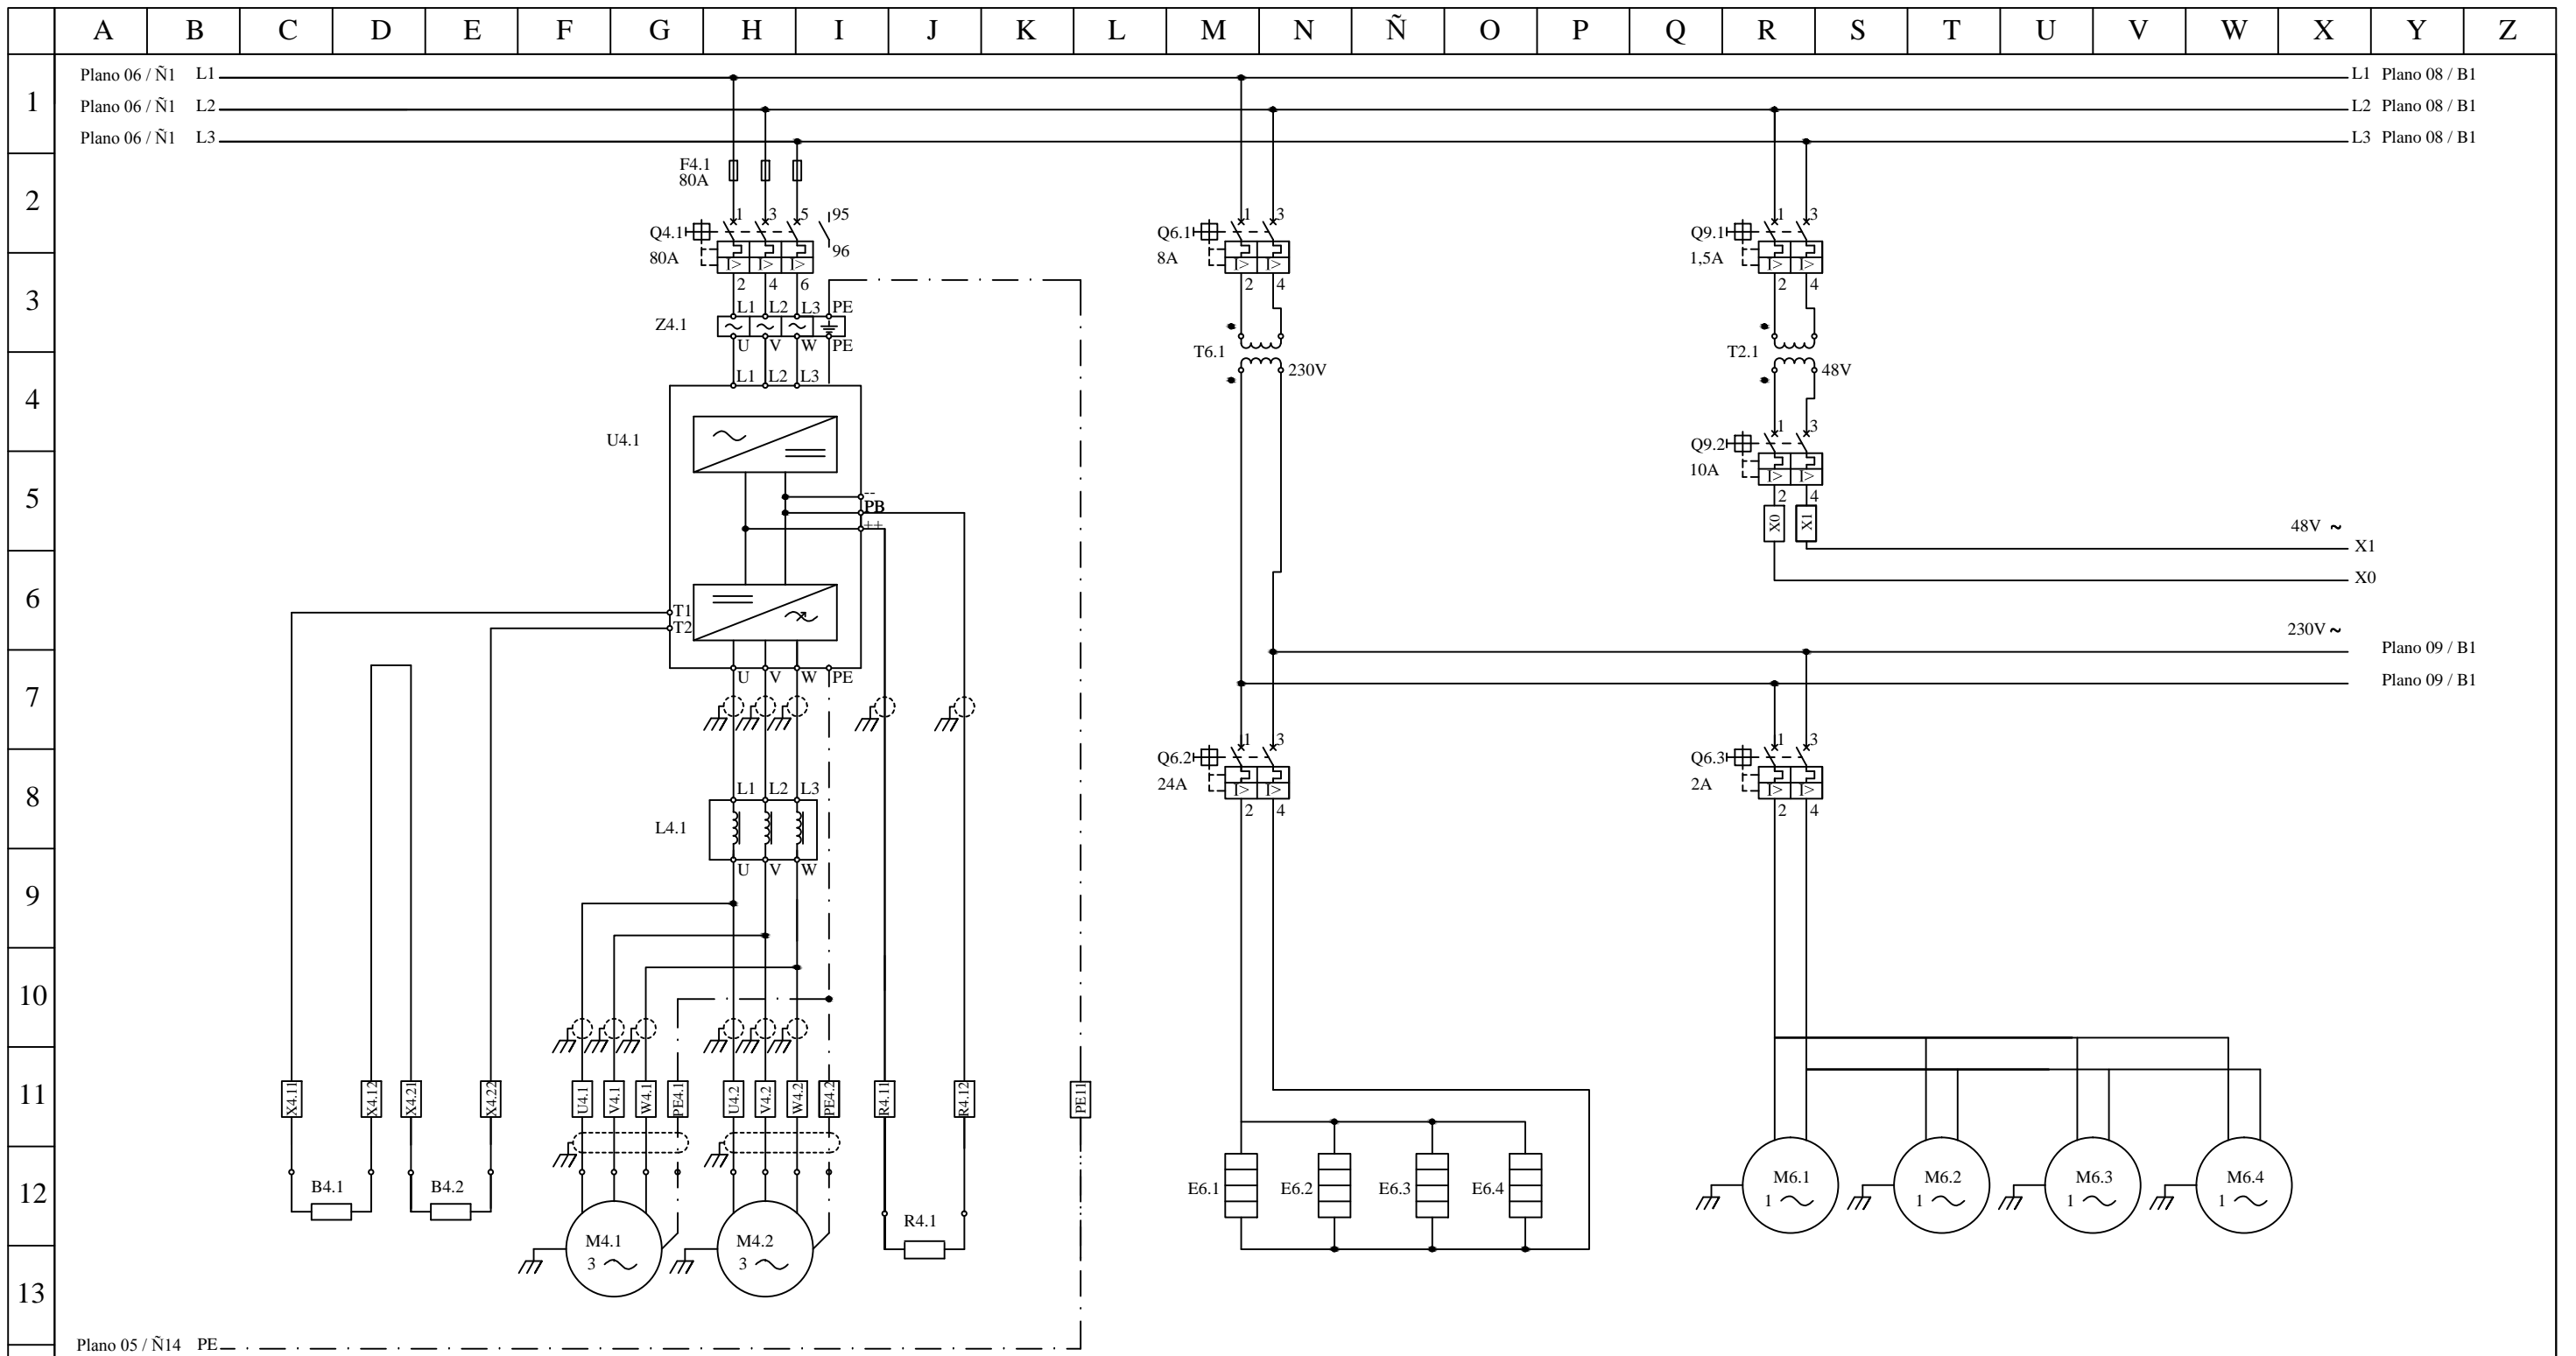 A B C D E F G H I J K L M N Ñ O P Q R S T U V W X Y Z
1
Plano 06 / Ñ1 L1
L1 Plano 08 / B1
Plano 06 / Ñ1 L2
L2 Plano 08 / B1
Plano 06 / Ñ1 L3
L3 Plano 08 / B1
2
F4.1
80A
1 3 5 95
Q4.1
96
80A
I> I> I>
2 4 6
1 3
Q6.1
8A
I> I>
2 4
1 3
Q9.1
1,5A
I> I>
2 4
3
L1 L2 L3 PE
Z4.1
U V W PE
T6.1
230V
T2.1
48V
4
L1 L2 L3
U4.1
1 3
Q9.2
10A
I> I>
2 4
5
--
PB
++
X0 X1
48V ~
X1
X0
6
T1
T2
230V ~
Plano 09 / B1
Plano 09 / B1
7
U V W PE
1 3
Q6.2
24A
I> I>
2 4
1 3
Q6.3
2A
I> I>
2 4
8
L1 L2 L3
L4.1
U V W
9
10
11
X4.11 X4.12 X4.21 X4.22 U4.1 V4.1 W4.1 PE4.1 U4.2 V4.2 W4.2 PE4.2 R4.11 R4.12 PE11
12
B4.1 B4.2
R4.1
E6.1 E6.2 E6.3 E6.4
M6.1
1
M6.2
1
M6.3
1
M6.4
1
M4.1
3
M4.2
3
13
Plano 05 / Ñ14 PE